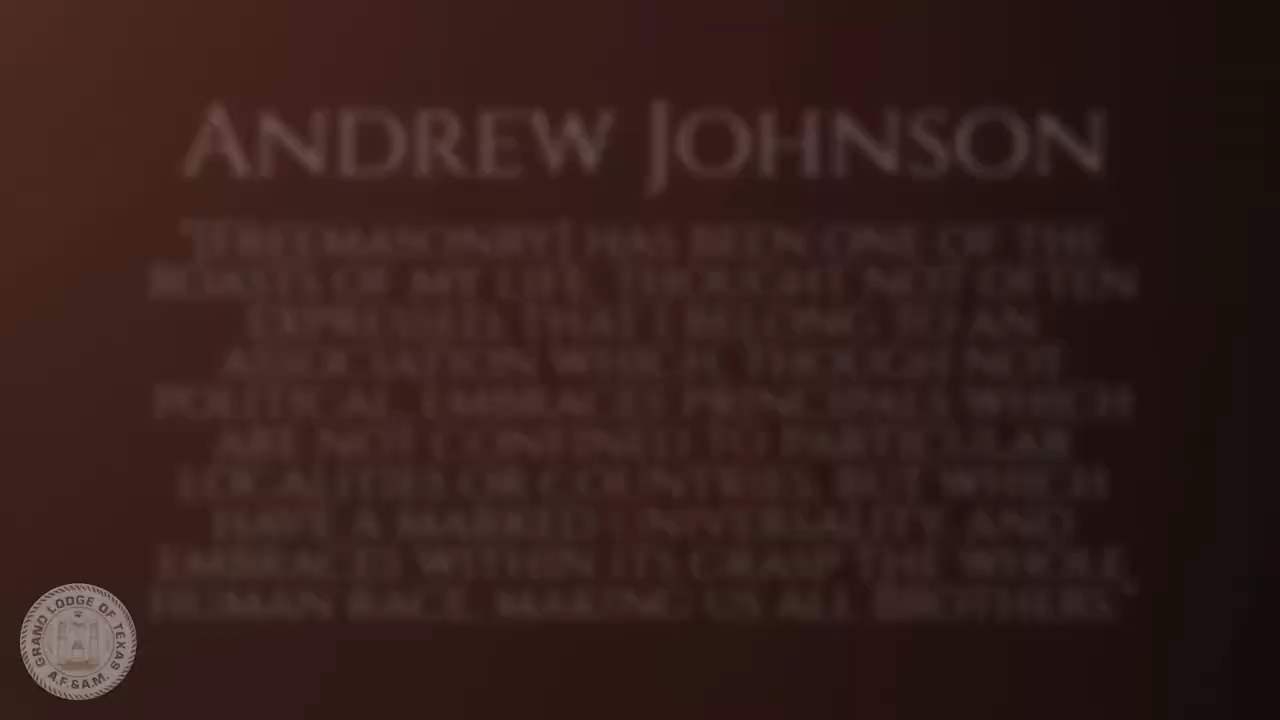 ANDREW JOHNSON
"[FREEMASONRY] HAS BEEN ONE OF THE
BOASTS OF MY LIFE, THOUGHT NOT OFTEN
EXPRESSED, THAT I BELONG TO AN
ASSOCIATION WHICH, THOUGH NOT
POLITICAL, EMBRACES PRINCIPALS WHICH
ARE NOT CONFINED TO PARTICULAR
LOCALITIES OR COUNTRIES, BUT WHICH
HAVE A MARKED UNIVERSALITY, AND
EMBRACES WITHIN ITS GRASP THE WHOLE
HUMAN RACE, MAKING US ALL BROTHERS."
GRAND LODGE OF TEXAS
A.F.&A.M.